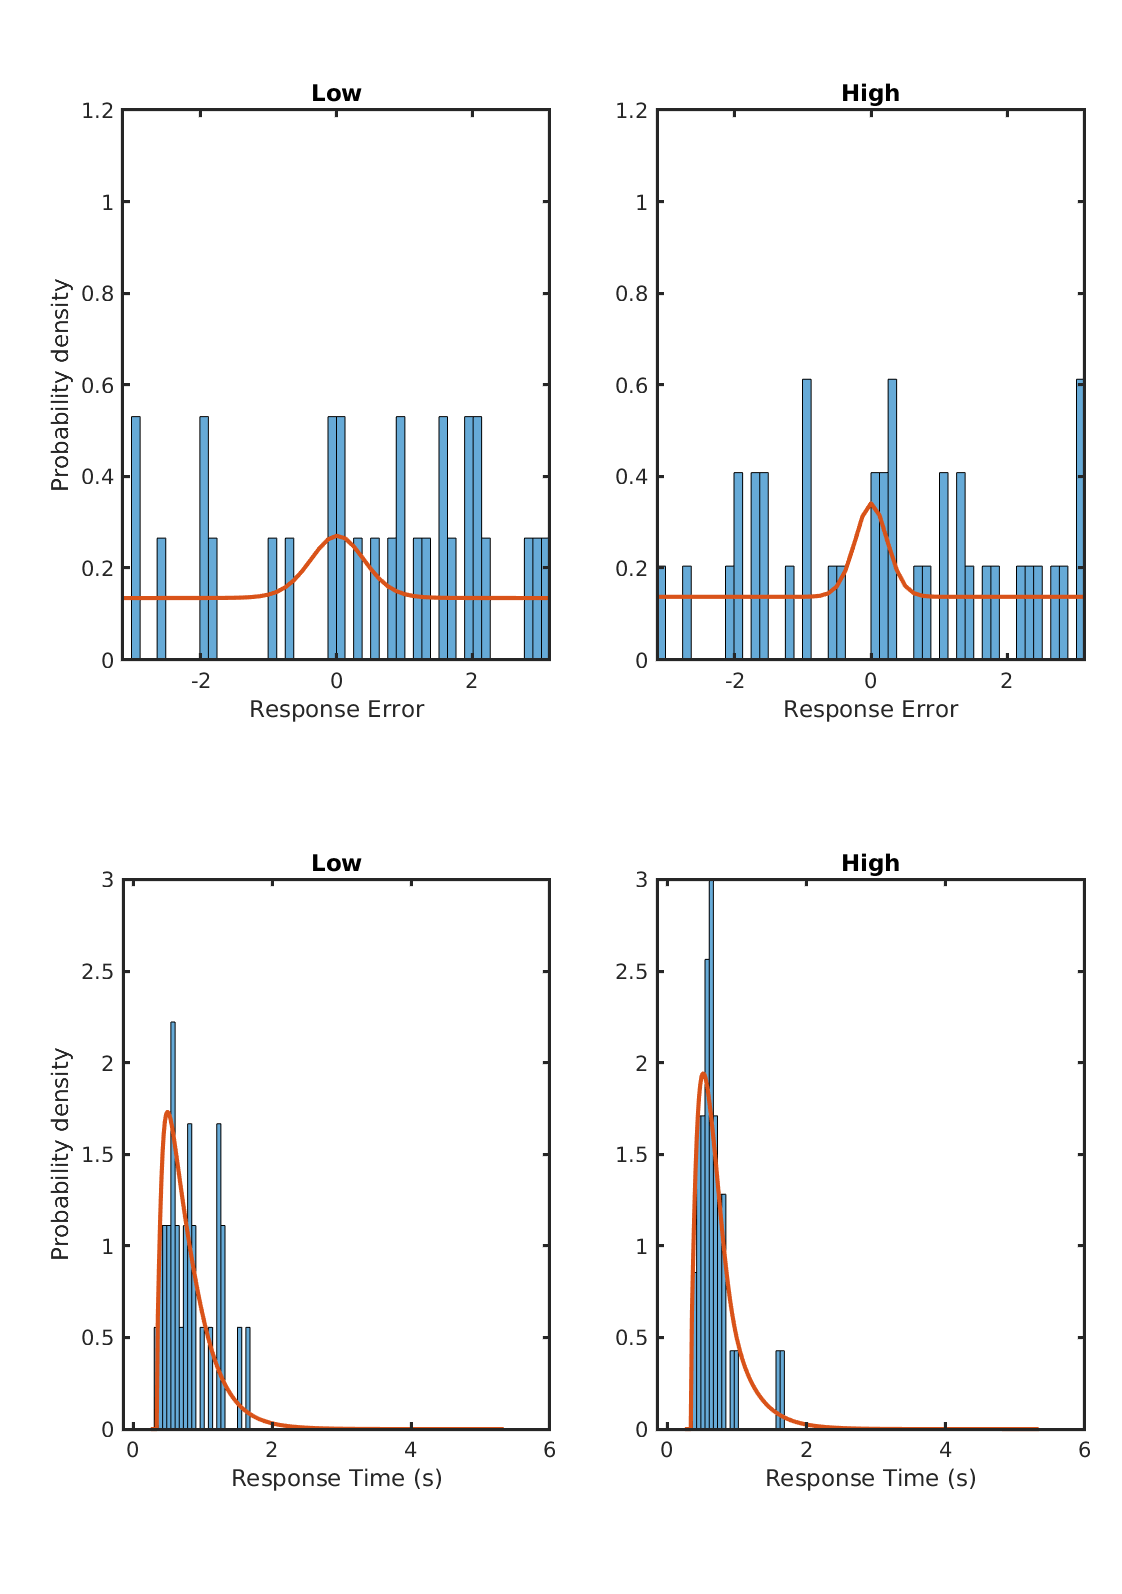 Low High
1.2 1.2
1 1
0.8 0.8
0.6 0.6
0.4 0.4
0.2 0.2
0 0
Probability density
-2 0 2 -2 0 2
Response Error Response Error
Low High
3 3
2.5 2.5
2 2
1.5 1.5
1 1
0.5 0.5
0 0
Probability density
0 2 4 6 0 2 4 6
Response Time (s) Response Time (s)